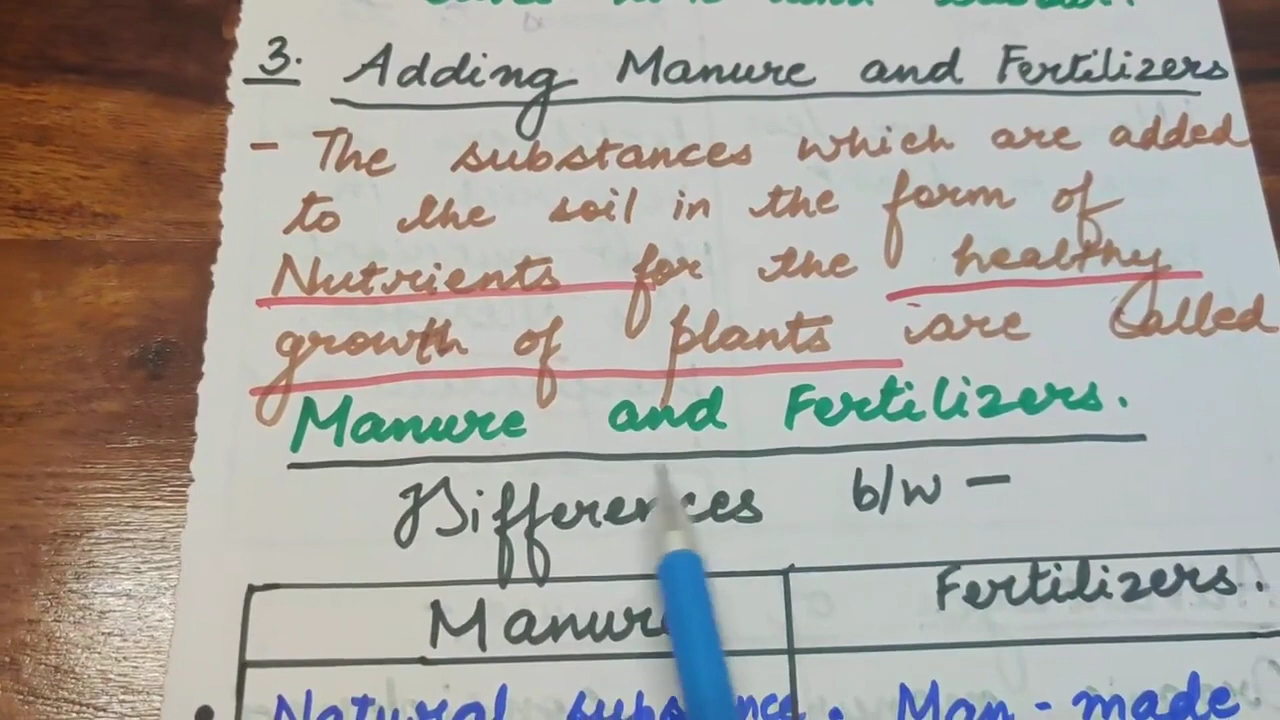 3. Adding Manure and Fertilizers
- The substances which are added
to the soil in the form of
Nutrients for the healthy
growth of plants are called
Manure and Fertilizers.
Differences b/w -
Manure Fertilizers.
• Natural substance. • Man-made